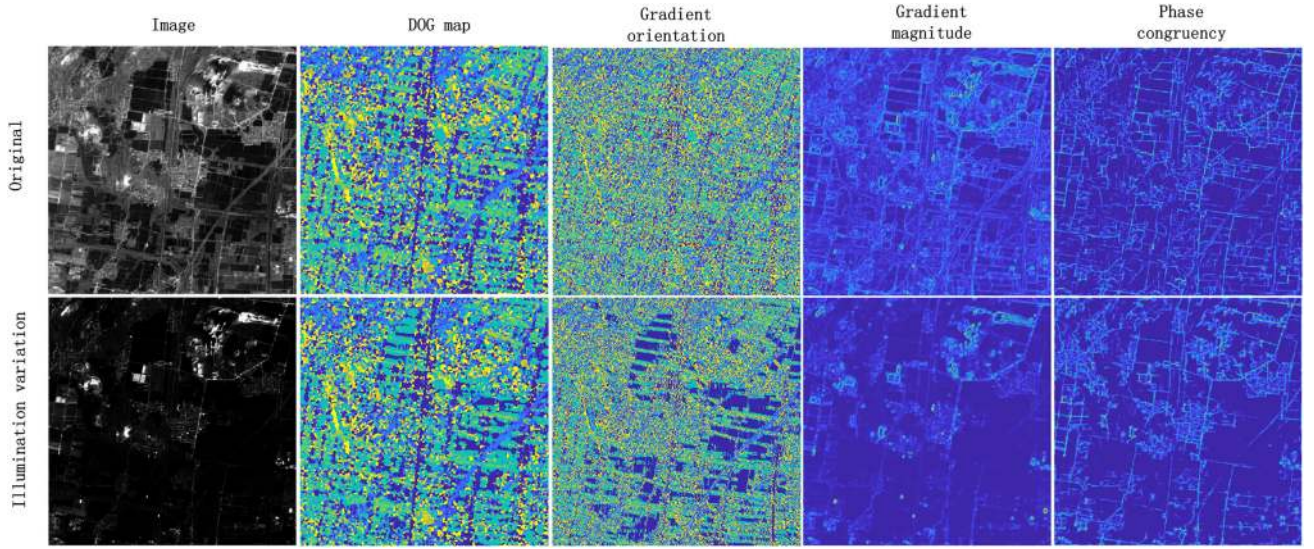 Image
DOG map
Gradient
orientation
Gradient
magnitude
Phase
congruency
Original
Illumination variation